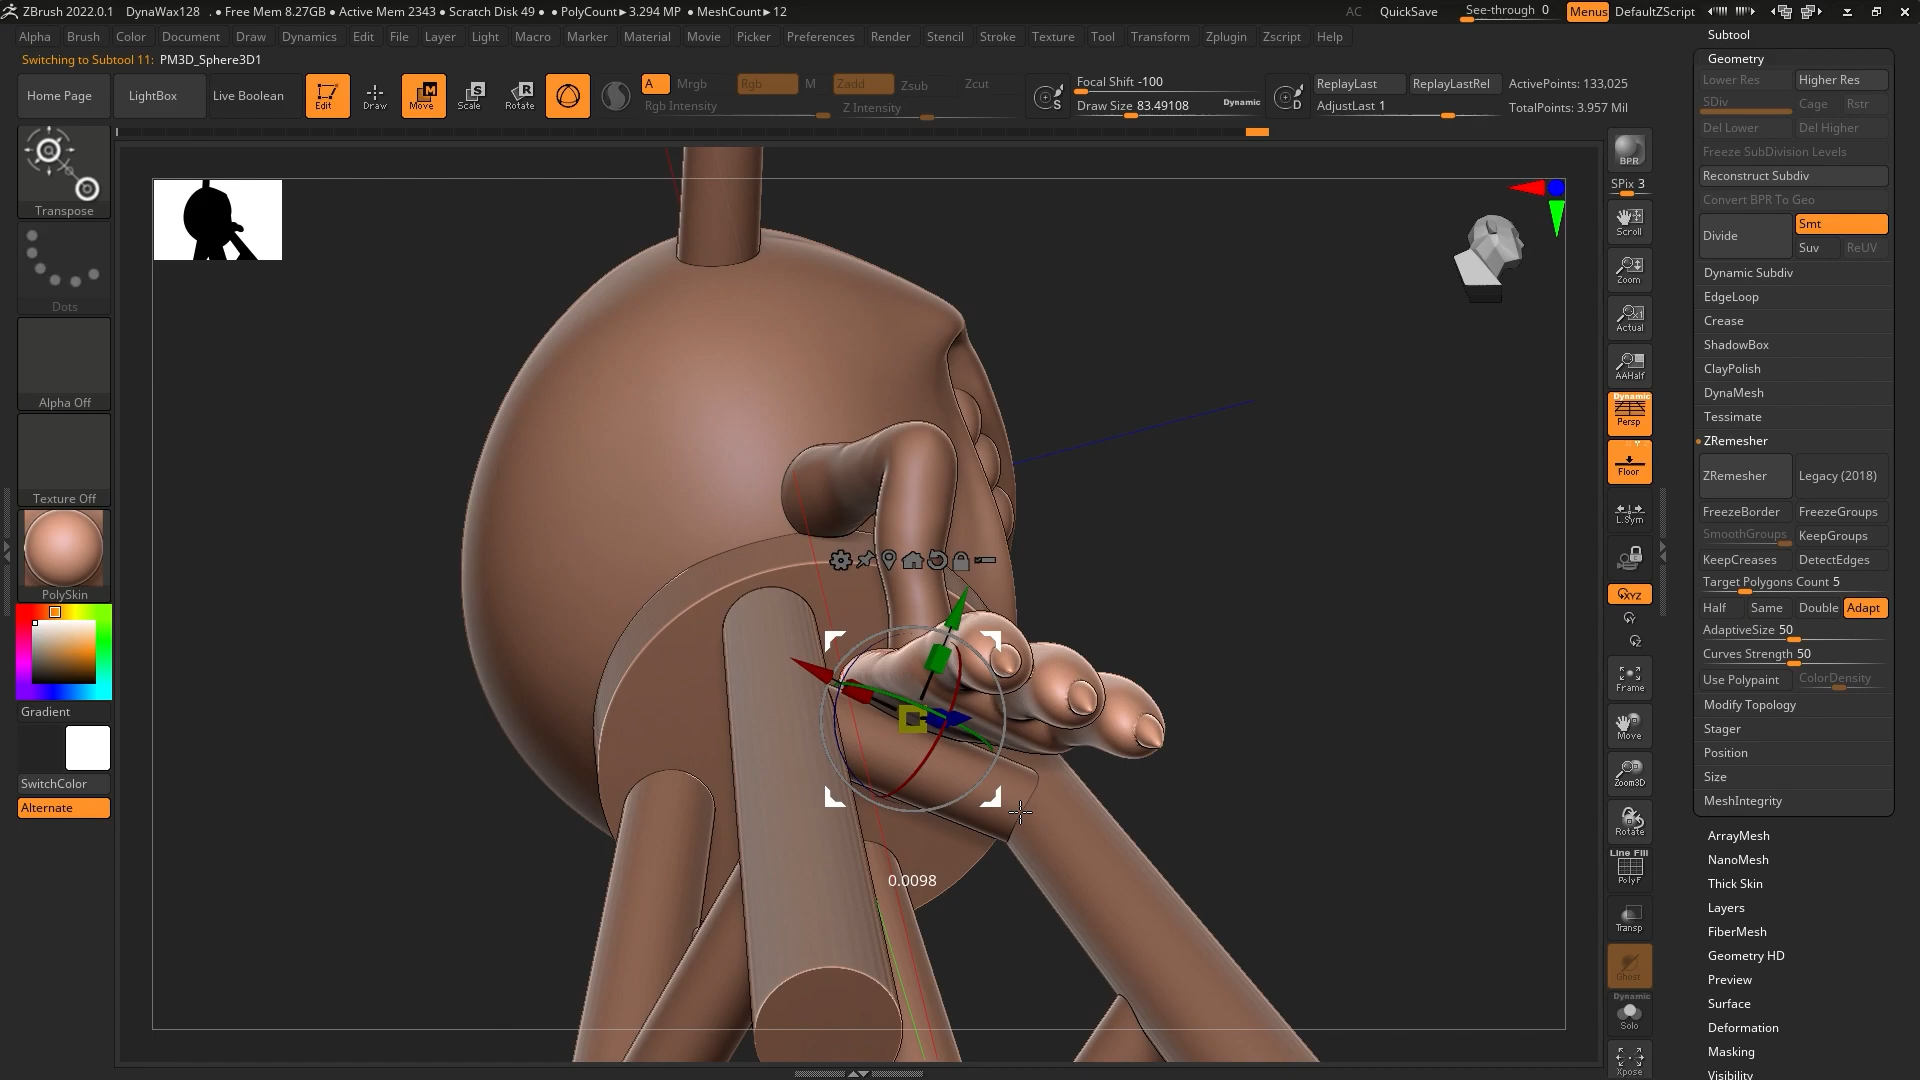 ZBrush 2022.0.1 DynaWax128 . ● Free Mem 8.27GB ● Active Mem 2343 ● Scratch Disk 49 ● ● PolyCount▸3.294 MP ● MeshCount▸12 AC QuickSave See-through 0 Menus DefaultZScript
Alpha Brush Color Document Draw Dynamics Edit File Layer Light Macro Marker Material Movie Picker Preferences Render Stencil Stroke Texture Tool Transform Zplugin Zscript Help
Switching to Subtool 11: PM3D_Sphere3D1
Home Page LightBox Live Boolean Edit Draw Move Scale Rotate
A Mrgb Rgb M Zadd Zsub Zcut
Rgb Intensity Z Intensity
Focal Shift -100
Draw Size 83.49108 Dynamic
S D
ReplayLast ReplayLastRel ActivePoints: 133,025
AdjustLast 1 TotalPoints: 3.957 Mil
Transpose
Dots
Alpha Off
Texture Off
PolySkin
Gradient
SwitchColor
Alternate
0.0098
BPR
SPix 3
Scroll
Zoom
Actual
AAHalf
Dynamic
Persp
Floor
L.Sym
XYZ
Frame
Move
Zoom3D
Rotate
Line Fill
PolyF
Transp
Ghost
Dynamic
Solo
Xpose
Subtool
Geometry
Lower Res Higher Res
SDiv Cage Rstr
Del Lower Del Higher
Freeze SubDivision Levels
Reconstruct Subdiv
Convert BPR To Geo
Divide Smt
Suv ReUV
Dynamic Subdiv
EdgeLoop
Crease
ShadowBox
ClayPolish
DynaMesh
Tessimate
ZRemesher
ZRemesher Legacy (2018)
FreezeBorder FreezeGroups
SmoothGroups KeepGroups
KeepCreases DetectEdges
Target Polygons Count 5
Half Same Double Adapt
AdaptiveSize 50
Curves Strength 50
Use Polypaint ColorDensity
Modify Topology
Stager
Position
Size
MeshIntegrity
ArrayMesh
NanoMesh
Thick Skin
Layers
FiberMesh
Geometry HD
Preview
Surface
Deformation
Masking
Visibility